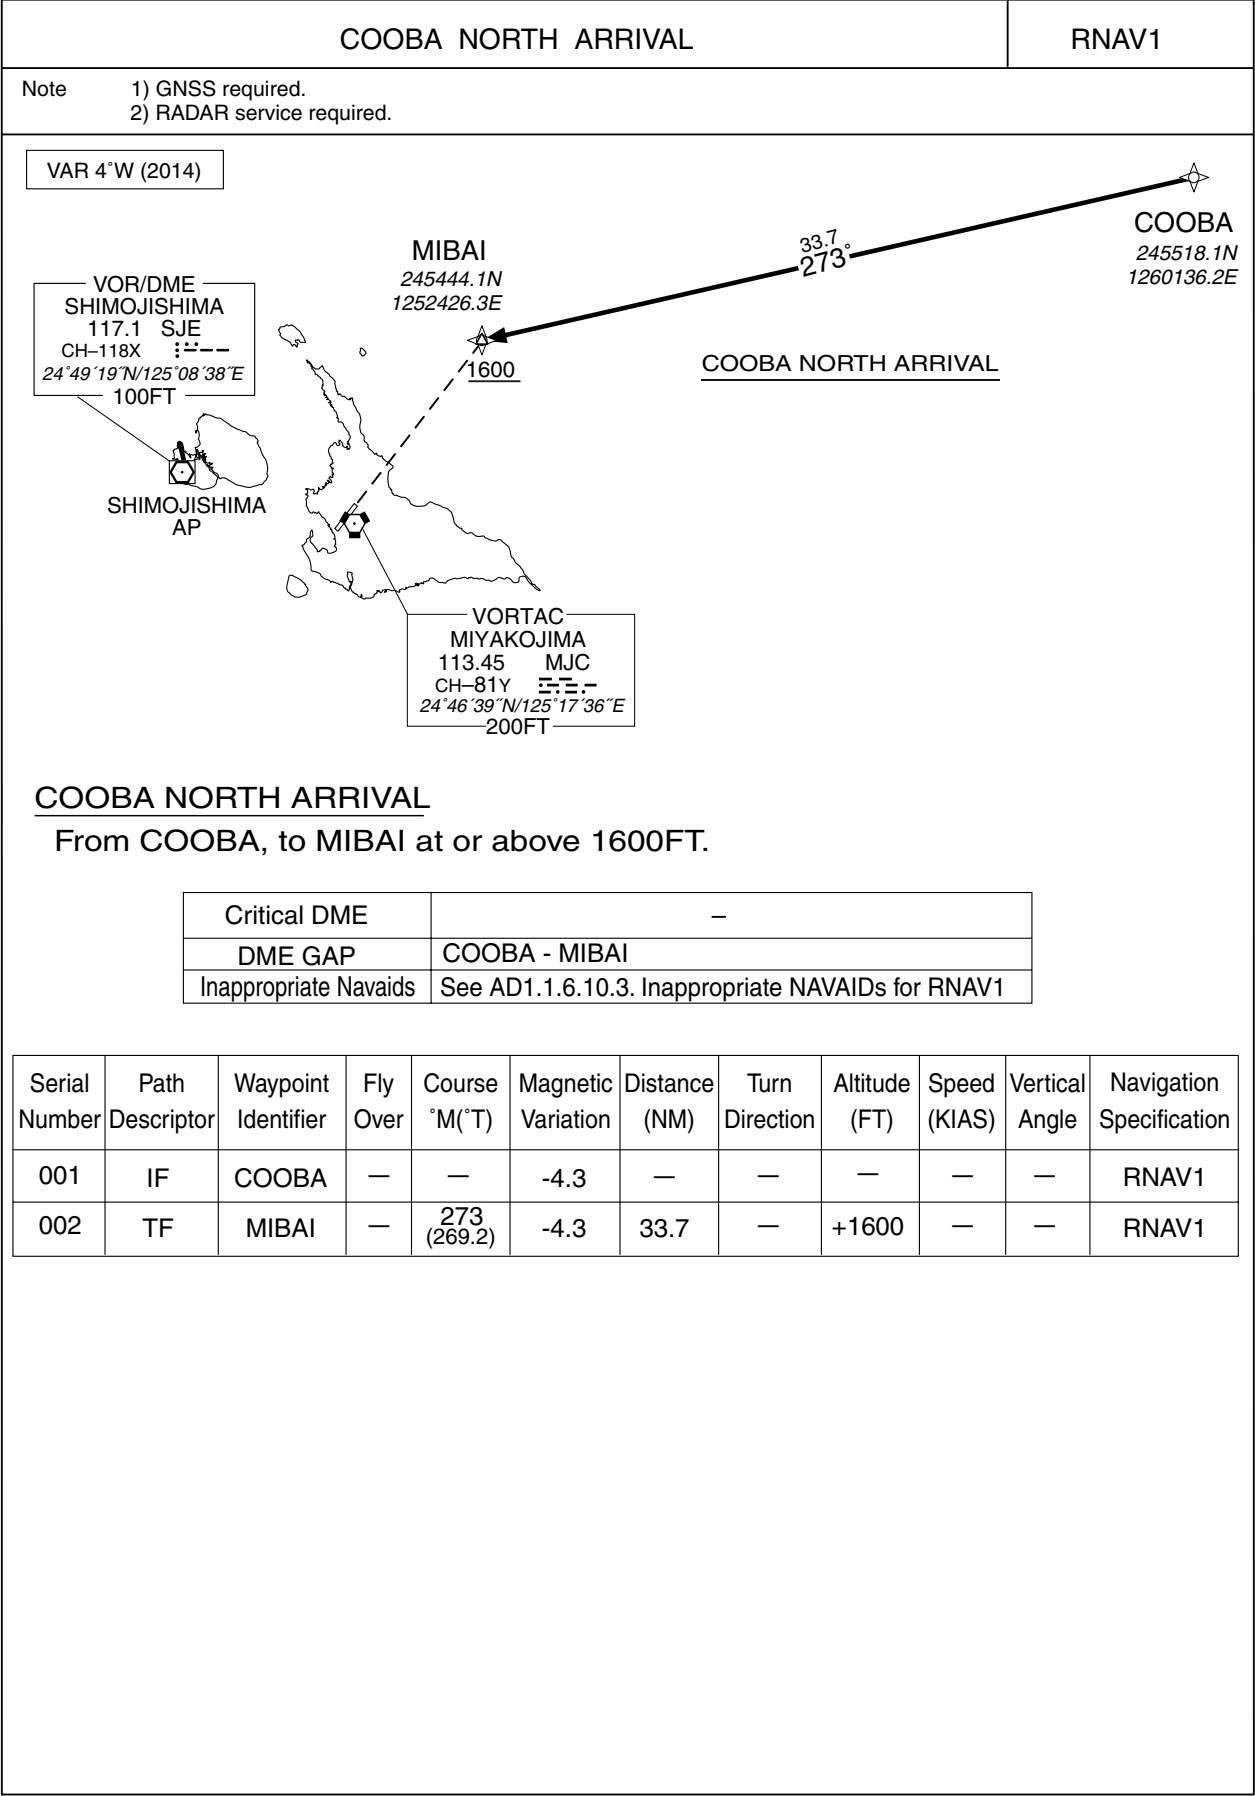 COOBA NORTH ARRIVAL
RNAV1
Note 1) GNSS required.
2) RADAR service required.
VAR 4˚W (2014)
COOBA
245518.1N
1260136.2E
33.7
273˚
MIBAI
245444.1N
1252426.3E
1600
COOBA NORTH ARRIVAL
VOR/DME
SHIMOJISHIMA
117.1 SJE
CH–118X
24˚49´19˝N/125˚08´38˝E
100FT
SHIMOJISHIMA
AP
VORTAC
MIYAKOJIMA
113.45 MJC
CH–81Y
24˚46´39˝N/125˚17´36˝E
200FT
COOBA NORTH ARRIVAL
From COOBA, to MIBAI at or above 1600FT.
Critical DME –
DME GAP COOBA - MIBAI
Inappropriate Navaids See AD1.1.6.10.3. Inappropriate NAVAIDs for RNAV1
Serial Number Path Descriptor Waypoint Identifier Fly Over Course ˚M(˚T) Magnetic Variation Distance (NM) Turn Direction Altitude (FT) Speed (KIAS) Vertical Angle Navigation Specification
001 IF COOBA — — -4.3 — — — — — RNAV1
002 TF MIBAI — 273 (269.2) -4.3 33.7 — +1600 — — RNAV1